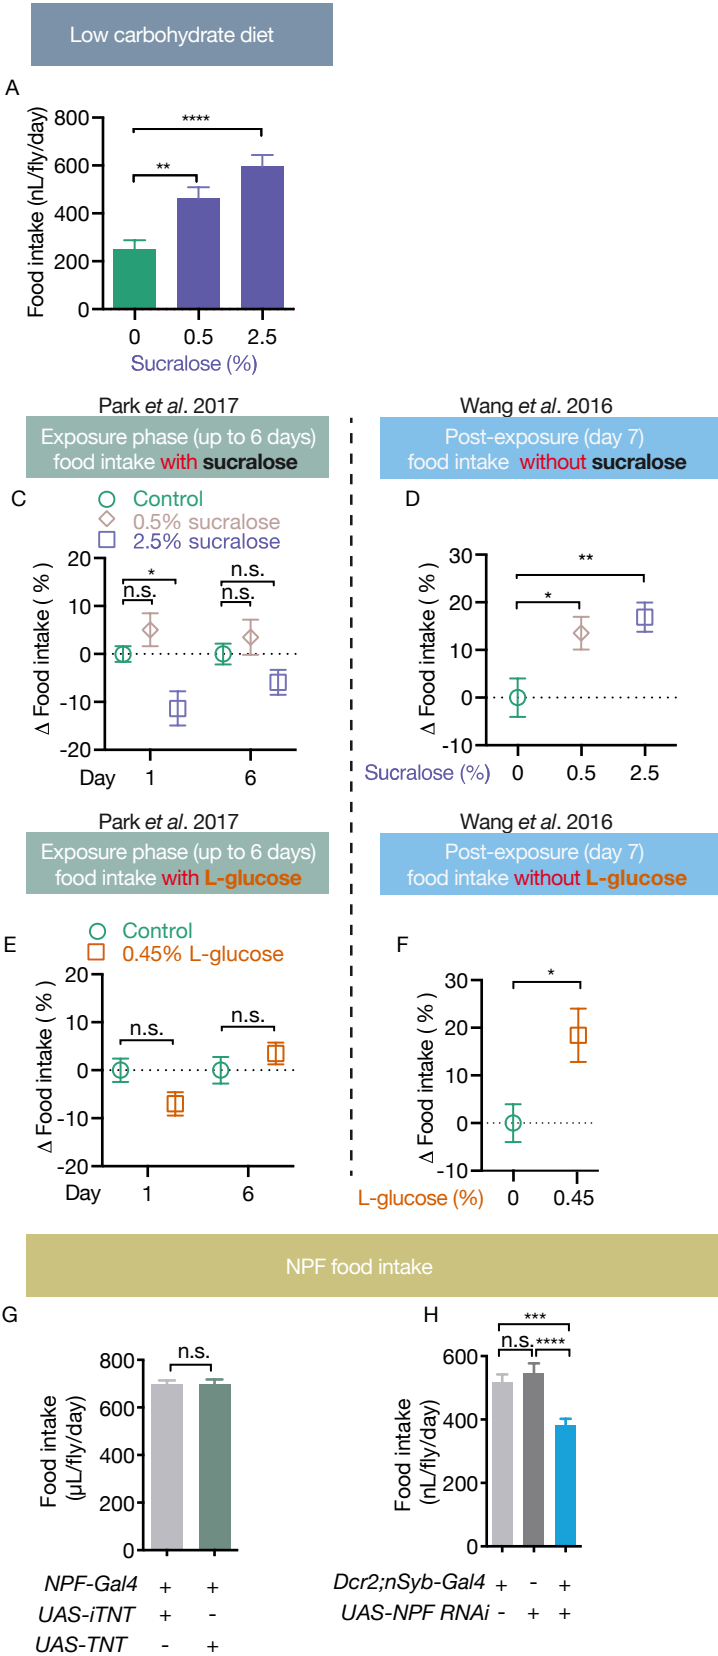 Low carbohydrate diet
A
Food intake (nL/fly/day)
800
600
400
200
0
****
**
0 0.5 2.5
Sucralose (%)
Park et al. 2017
Exposure phase (up to 6 days)
food intake with sucralose
Wang et al. 2016
Post-exposure (day 7)
food intake without sucralose
C
Control
0.5% sucralose
2.5% sucralose
Δ Food intake ( % )
20
10
0
-10
-20
*
n.s.
n.s.
n.s.
Day 1 6
D
Δ Food intake ( % )
30
20
10
0
-10
**
*
Sucralose (%) 0 0.5 2.5
Park et al. 2017
Exposure phase (up to 6 days)
food intake with L-glucose
Wang et al. 2016
Post-exposure (day 7)
food intake without L-glucose
E
Control
0.45% L-glucose
Δ Food intake ( % )
20
10
0
-10
-20
n.s.
n.s.
Day 1 6
F
Δ Food intake ( % )
30
20
10
0
-10
*
L-glucose (%) 0 0.45
NPF food intake
G
Food intake
(µL/fly/day)
800
600
400
200
0
n.s.
NPF-Gal4 + +
UAS-iTNT + -
UAS-TNT - +
H
Food intake
(nL/fly/day)
600
400
200
0
***
n.s. ****
Dcr2;nSyb-Gal4 + - +
UAS-NPF RNAi - + +